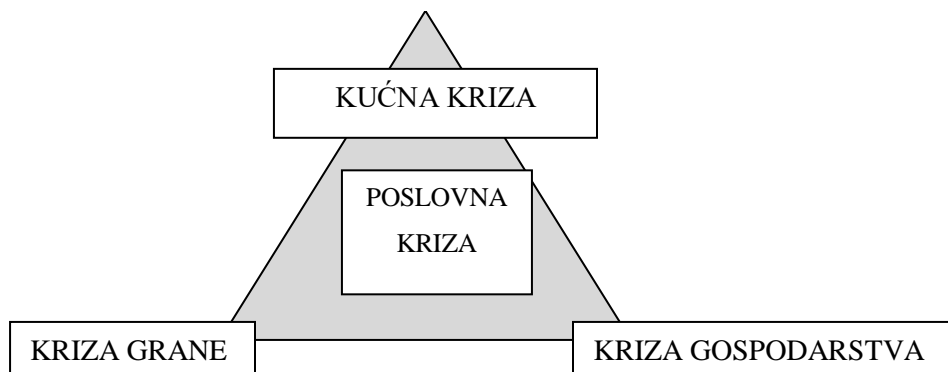 KUĆNA KRIZA
POSLOVNA
KRIZA
KRIZA GRANE
KRIZA GOSPODARSTVA